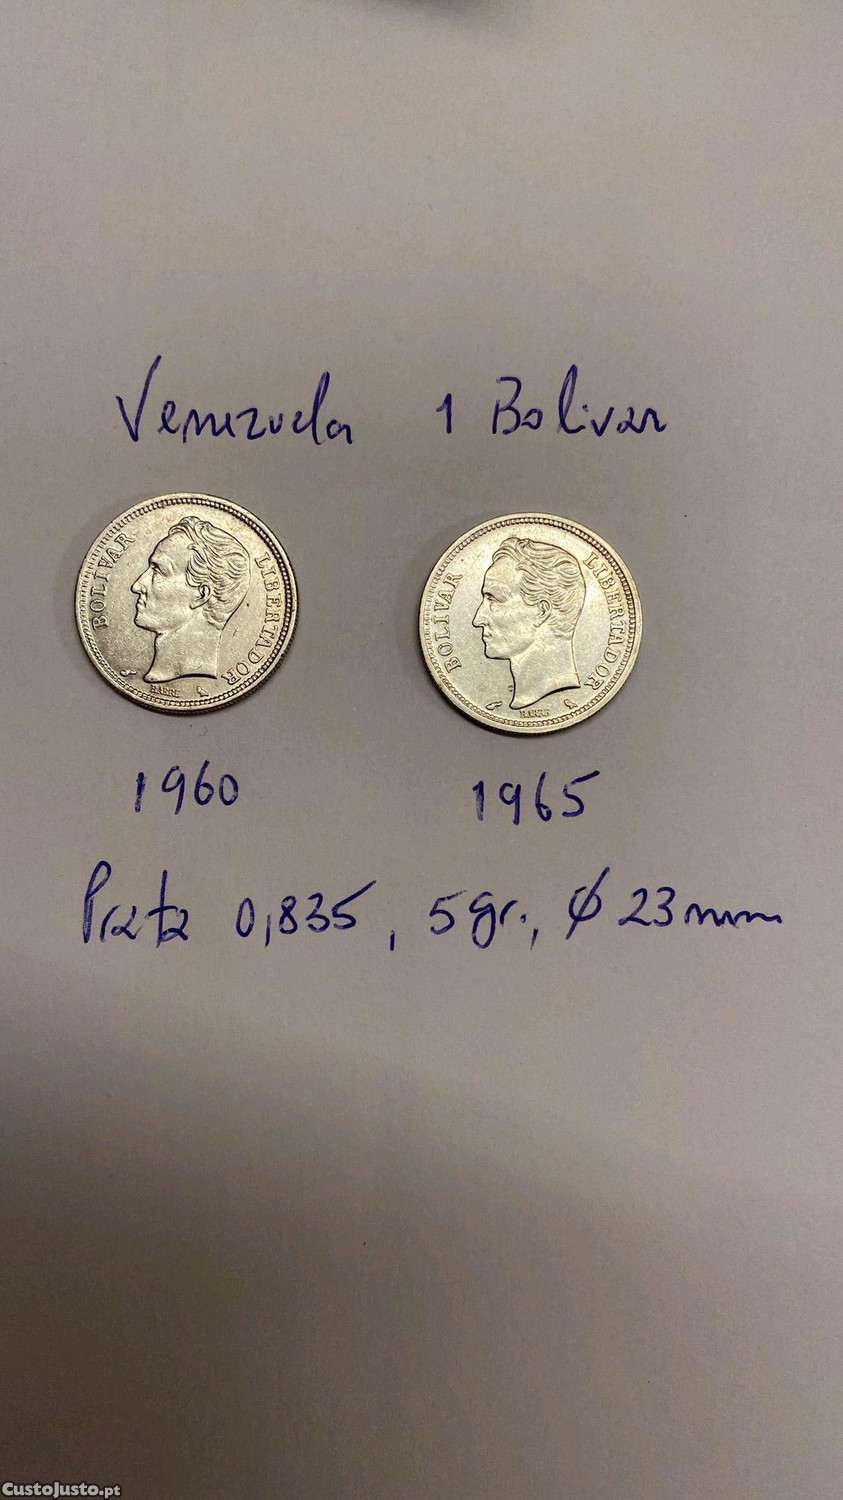 Venezuela 1 Bolivar
BOLIVAR LIBERTADOR
BARRE
BOLIVAR LIBERTADOR
BARRE
1960 1965
Prata 0,835, 5gr., Ø 23mm
CustoJusto.pt